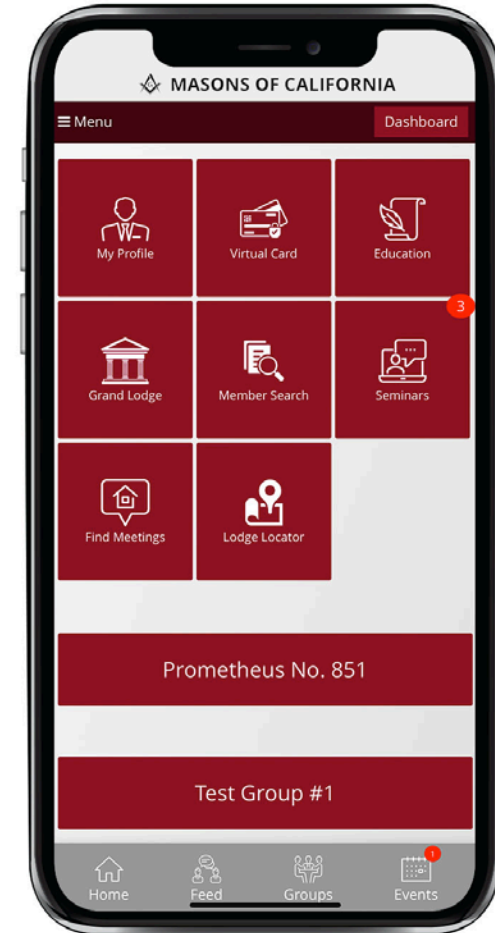 MASONS OF CALIFORNIA
Menu
Dashboard
My Profile
Virtual Card
Education
3
Grand Lodge
Member Search
Seminars
Find Meetings
Lodge Locator
Prometheus No. 851
Test Group #1
1
Home
Feed
Groups
Events